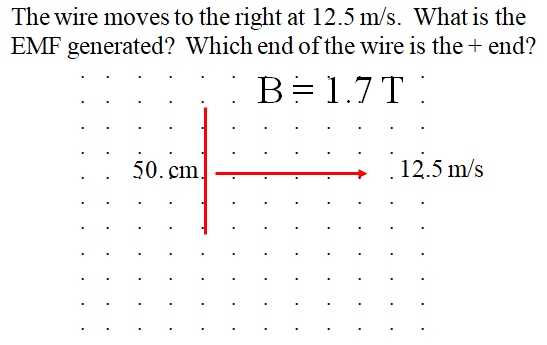 The wire moves to the right at 12.5 m/s.  What is the
EMF generated?  Which end of the wire is the + end?
B = 1.7 T
50. cm
12.5 m/s